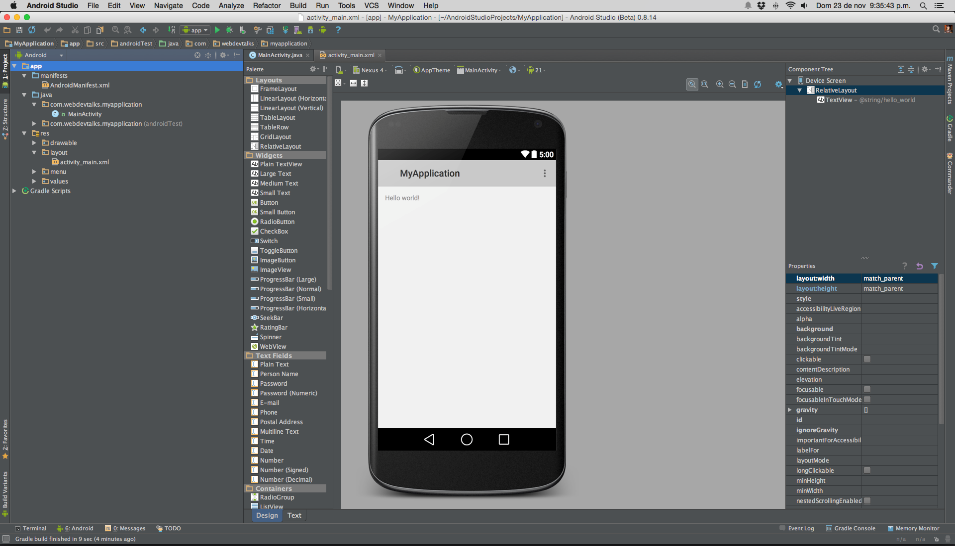 Android Studio File Edit View Navigate Code Analyze Refactor Build Run Tools VCS Window Help Dom 23 de nov 9:35:43 p.m.
activity_main.xml - [app] - MyApplication - [~/AndroidStudioProjects/MyApplication] - Android Studio (Beta) 0.8.14
app
MyApplication app src androidTest java com webdevtalks myapplication
Android
MainActivity.java × activity_main.xml ×
1: Project
Z: Structure
2: Favorites
Build Variants
app
manifests
AndroidManifest.xml
java
com.webdevtalks.myapplication
MainActivity
com.webdevtalks.myapplication (androidTest)
res
drawable
layout
activity_main.xml
menu
values
Gradle Scripts
Palette
Layouts
FrameLayout
LinearLayout (Horizont
LinearLayout (Vertical)
TableLayout
TableRow
GridLayout
RelativeLayout
Widgets
Plain TextView
Large Text
Medium Text
Small Text
Button
Small Button
RadioButton
CheckBox
Switch
ToggleButton
ImageButton
ImageView
ProgressBar (Large)
ProgressBar (Normal)
ProgressBar (Small)
ProgressBar (Horizonta
SeekBar
RatingBar
Spinner
WebView
Text Fields
Plain Text
Person Name
Password
Password (Numeric)
E-mail
Phone
Postal Address
Multiline Text
Time
Date
Number
Number (Signed)
Number (Decimal)
Containers
RadioGroup
ListView
Design Text
Nexus 4 AppTheme MainActivity 21
5:00
MyApplication
Hello world!
Component Tree
Device Screen
RelativeLayout
TextView - @string/hello_world
Properties
layout:width match_parent
layout:height match_parent
style
accessibilityLiveRegion
alpha
background
backgroundTint
backgroundTintMode
clickable
contentDescription
elevation
focusable
focusableInTouchMode
gravity []
id
ignoreGravity
importantForAccessibil
labelFor
layoutMode
longClickable
minHeight
minWidth
nestedScrollingEnabled
Maven Projects
Gradle
Commander
Terminal 6: Android 0: Messages TODO Event Log Gradle Console Memory Monitor
Gradle build finished in 9 sec (4 minutes ago) n/a n/a